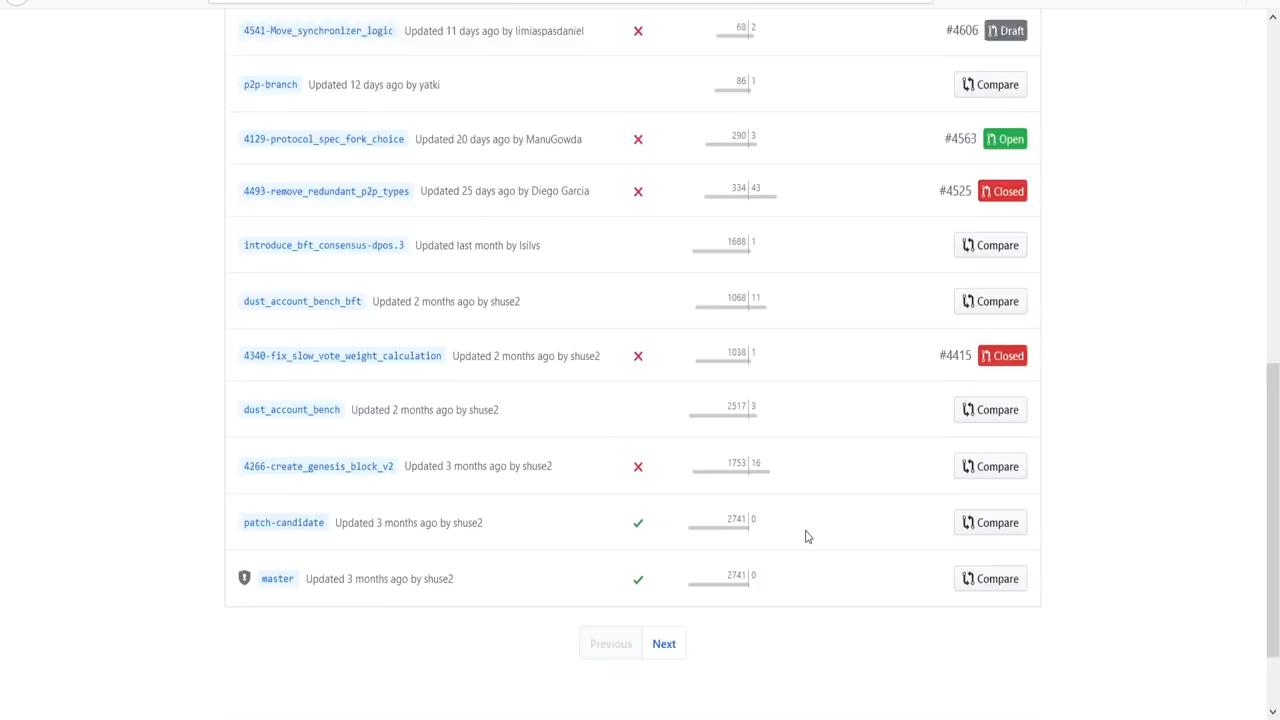 4541-Move_synchronizer_logic Updated 11 days ago by limiaspasdaniel 68 2 #4606 Draft
p2p-branch Updated 12 days ago by yatki 86 1 Compare
4129-protocol_spec_fork_choice Updated 20 days ago by ManuGowda 290 3 #4563 Open
4493-remove_redundant_p2p_types Updated 25 days ago by Diego Garcia 334 43 #4525 Closed
introduce_bft_consensus-dpos.3 Updated last month by lsilvs 1688 1 Compare
dust_account_bench_bft Updated 2 months ago by shuse2 1068 11 Compare
4340-fix_slow_vote_weight_calculation Updated 2 months ago by shuse2 1038 1 #4415 Closed
dust_account_bench Updated 2 months ago by shuse2 2517 3 Compare
4266-create_genesis_block_v2 Updated 3 months ago by shuse2 1753 16 Compare
patch-candidate Updated 3 months ago by shuse2 2741 0 Compare
master Updated 3 months ago by shuse2 2741 0 Compare
Previous Next